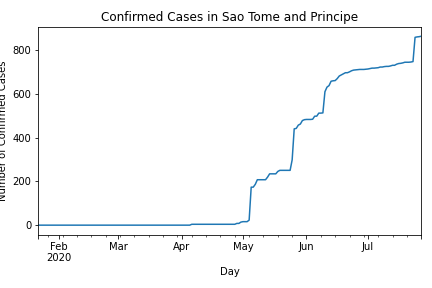 Confirmed Cases in Sao Tome and Principe
Number of Confirmed Cases
800
600
400
200
0
Feb
2020
Mar
Apr
May
Jun
Jul
Day